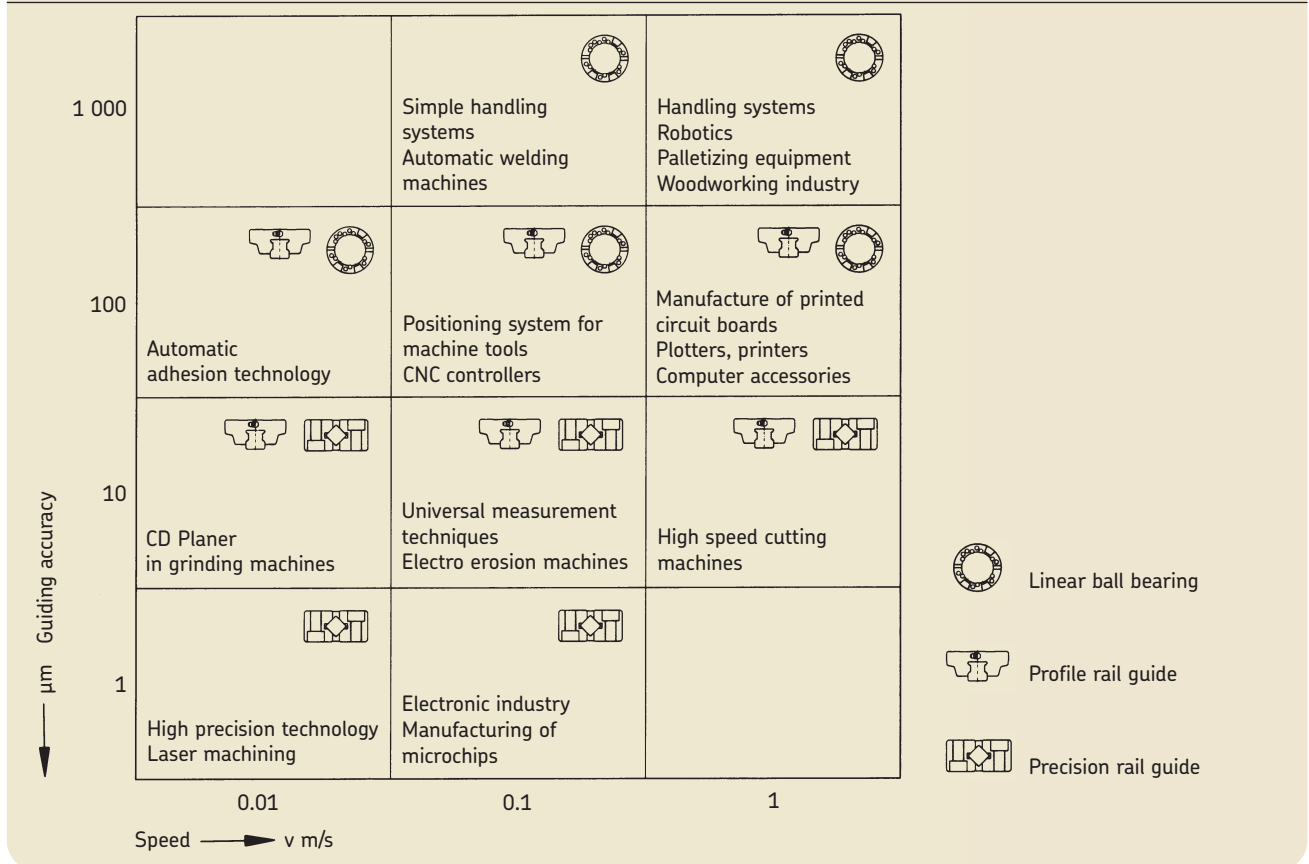 1 000
Simple handling
systems
Automatic welding
machines
Handling systems
Robotics
Palletizing equipment
Woodworking industry
100
Automatic
adhesion technology
Positioning system for
machine tools
CNC controllers
Manufacture of printed
circuit boards
Plotters, printers
Computer accessories
10
CD Planer
in grinding machines
Universal measurement
techniques
Electro erosion machines
High speed cutting
machines
1
High precision technology
Laser machining
Electronic industry
Manufacturing of
microchips
µm Guiding accuracy
0.01
0.1
1
Speed v m/s
Linear ball bearing
Profile rail guide
Precision rail guide